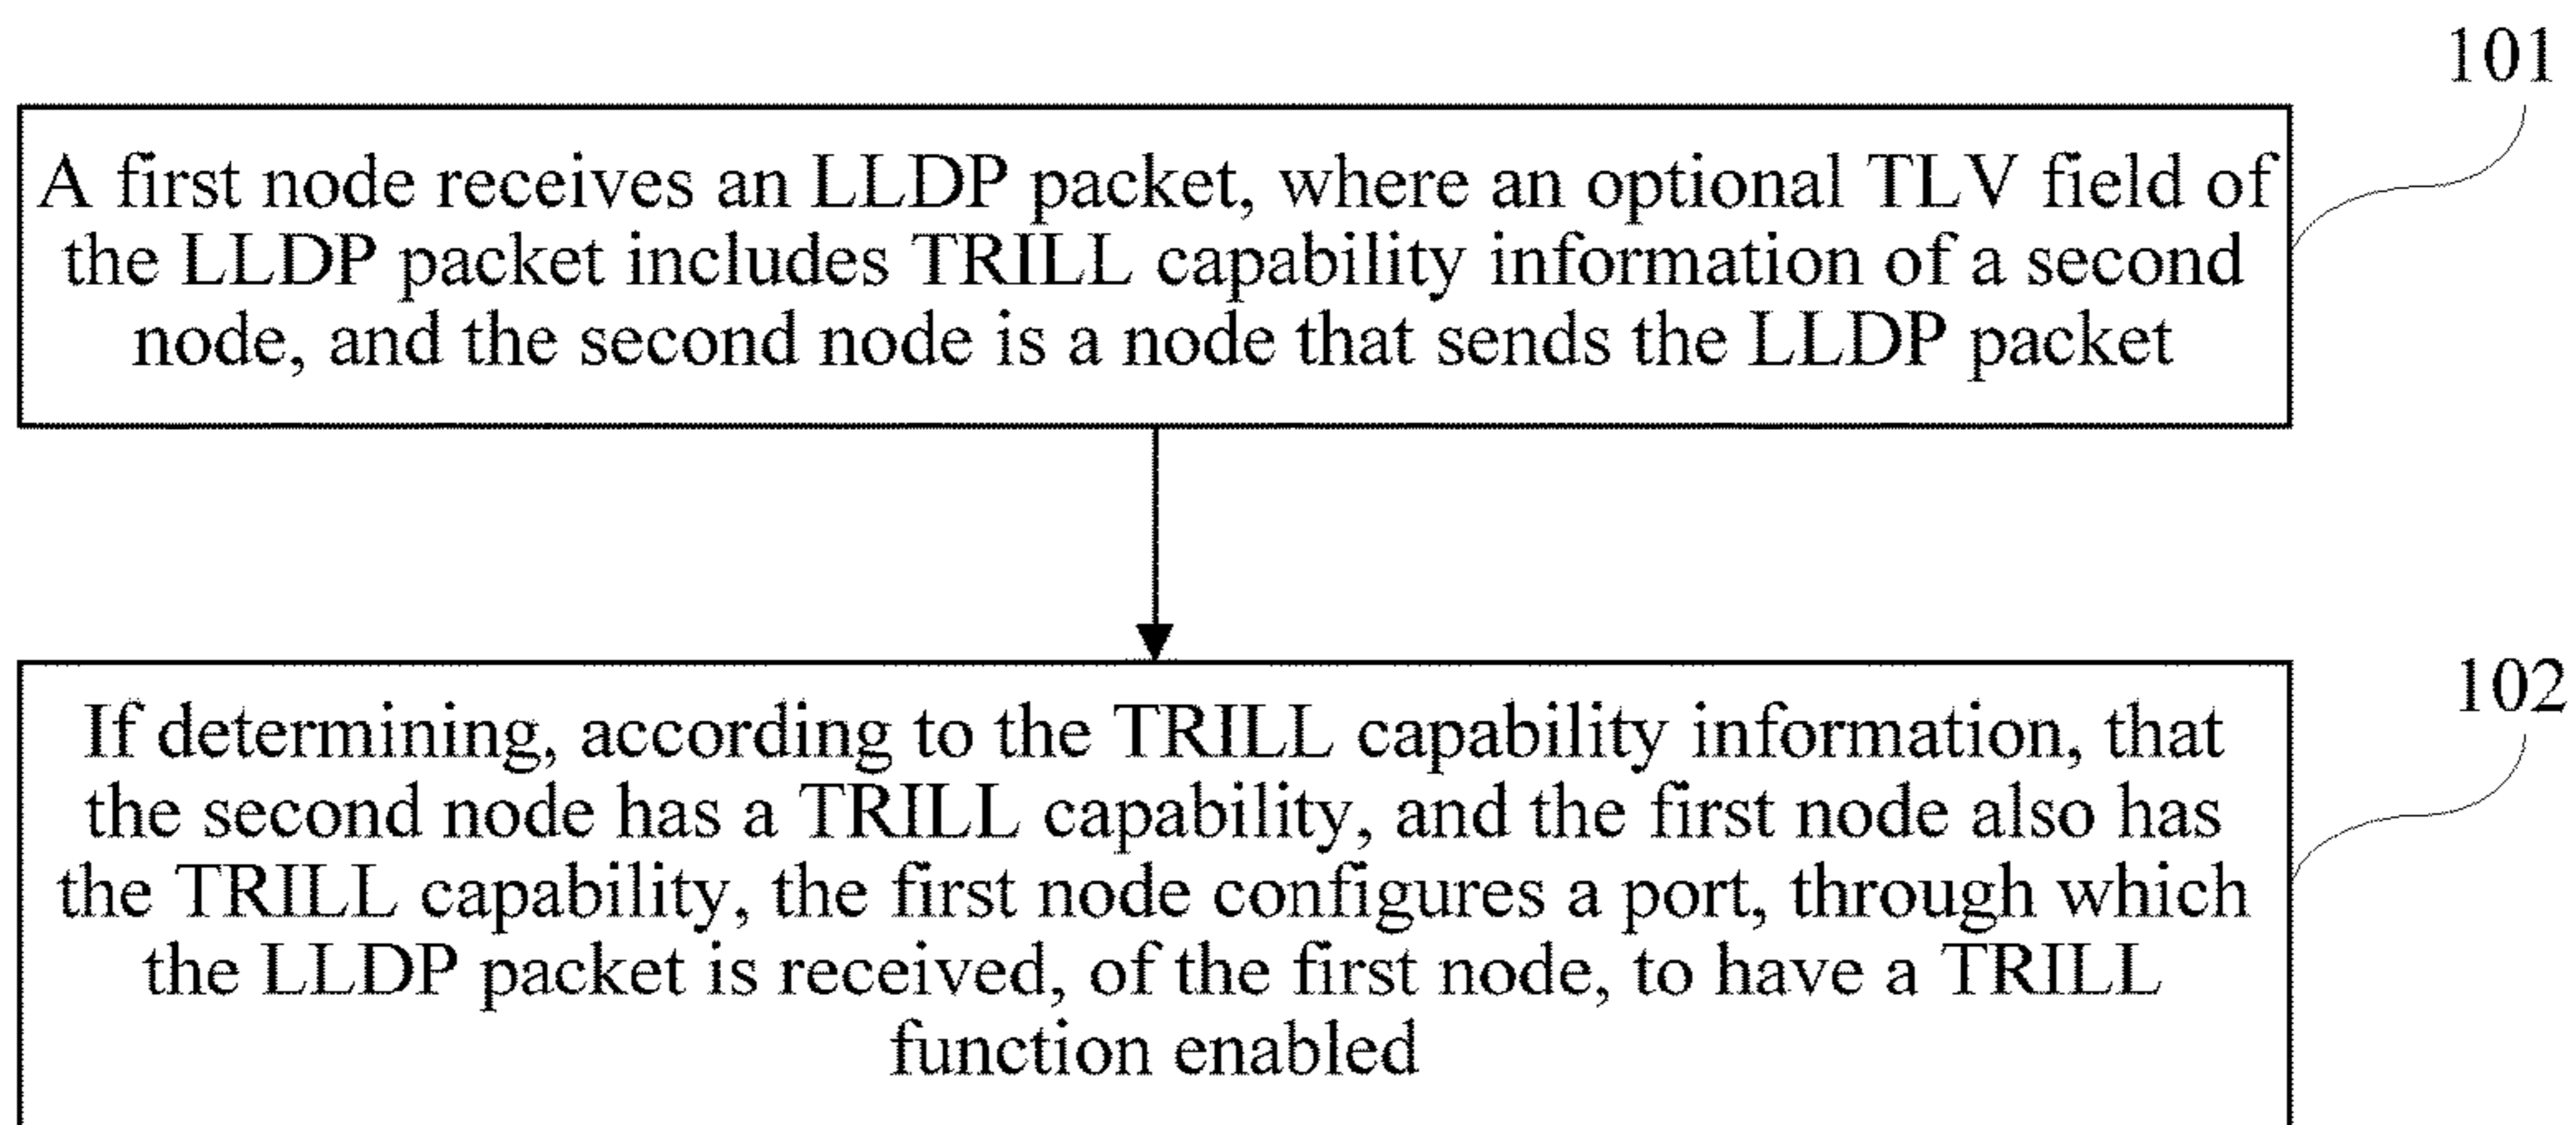 101
A first node receives an LLDP packet, where an optional TLV field of
the LLDP packet includes TRILL capability information of a second
node, and the second node is a node that sends the LLDP packet
102
If determining, according to the TRILL capability information, that
the second node has a TRILL capability, and the first node also has
the TRILL capability, the first node configures a port, through which
the LLDP packet is received, of the first node, to have a TRILL
function enabled